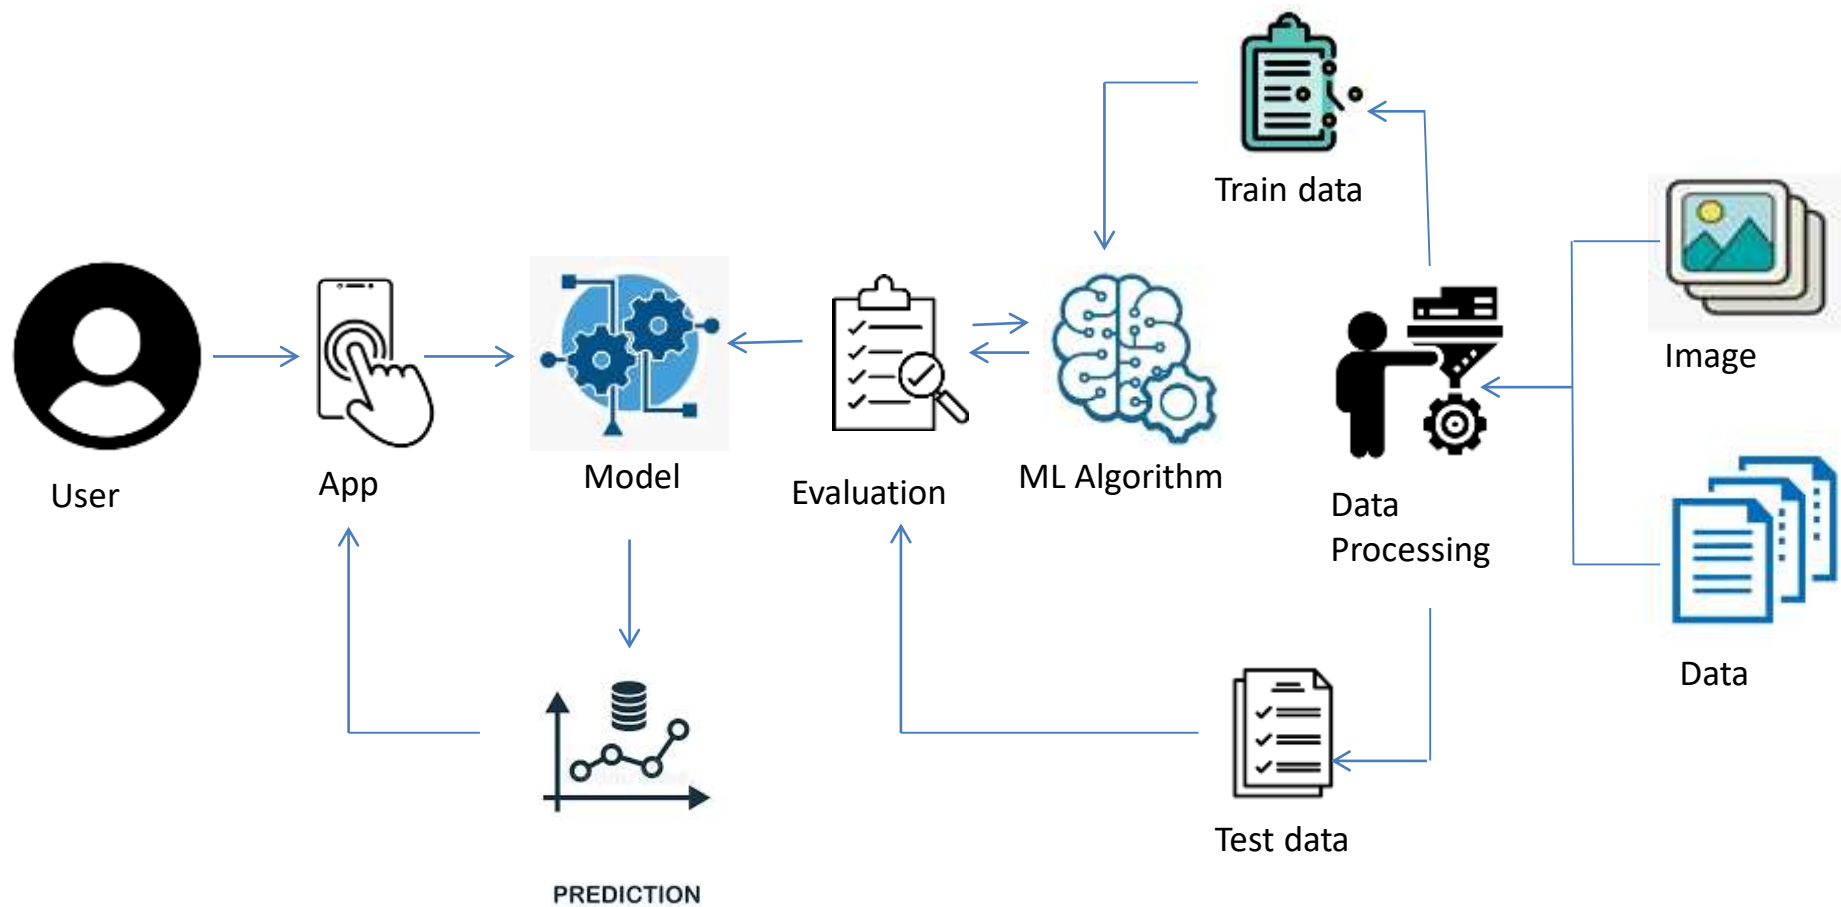 Train data
Image
User
App
Model
Evaluation
ML Algorithm
Data
Processing
Data
Test data
PREDICTION